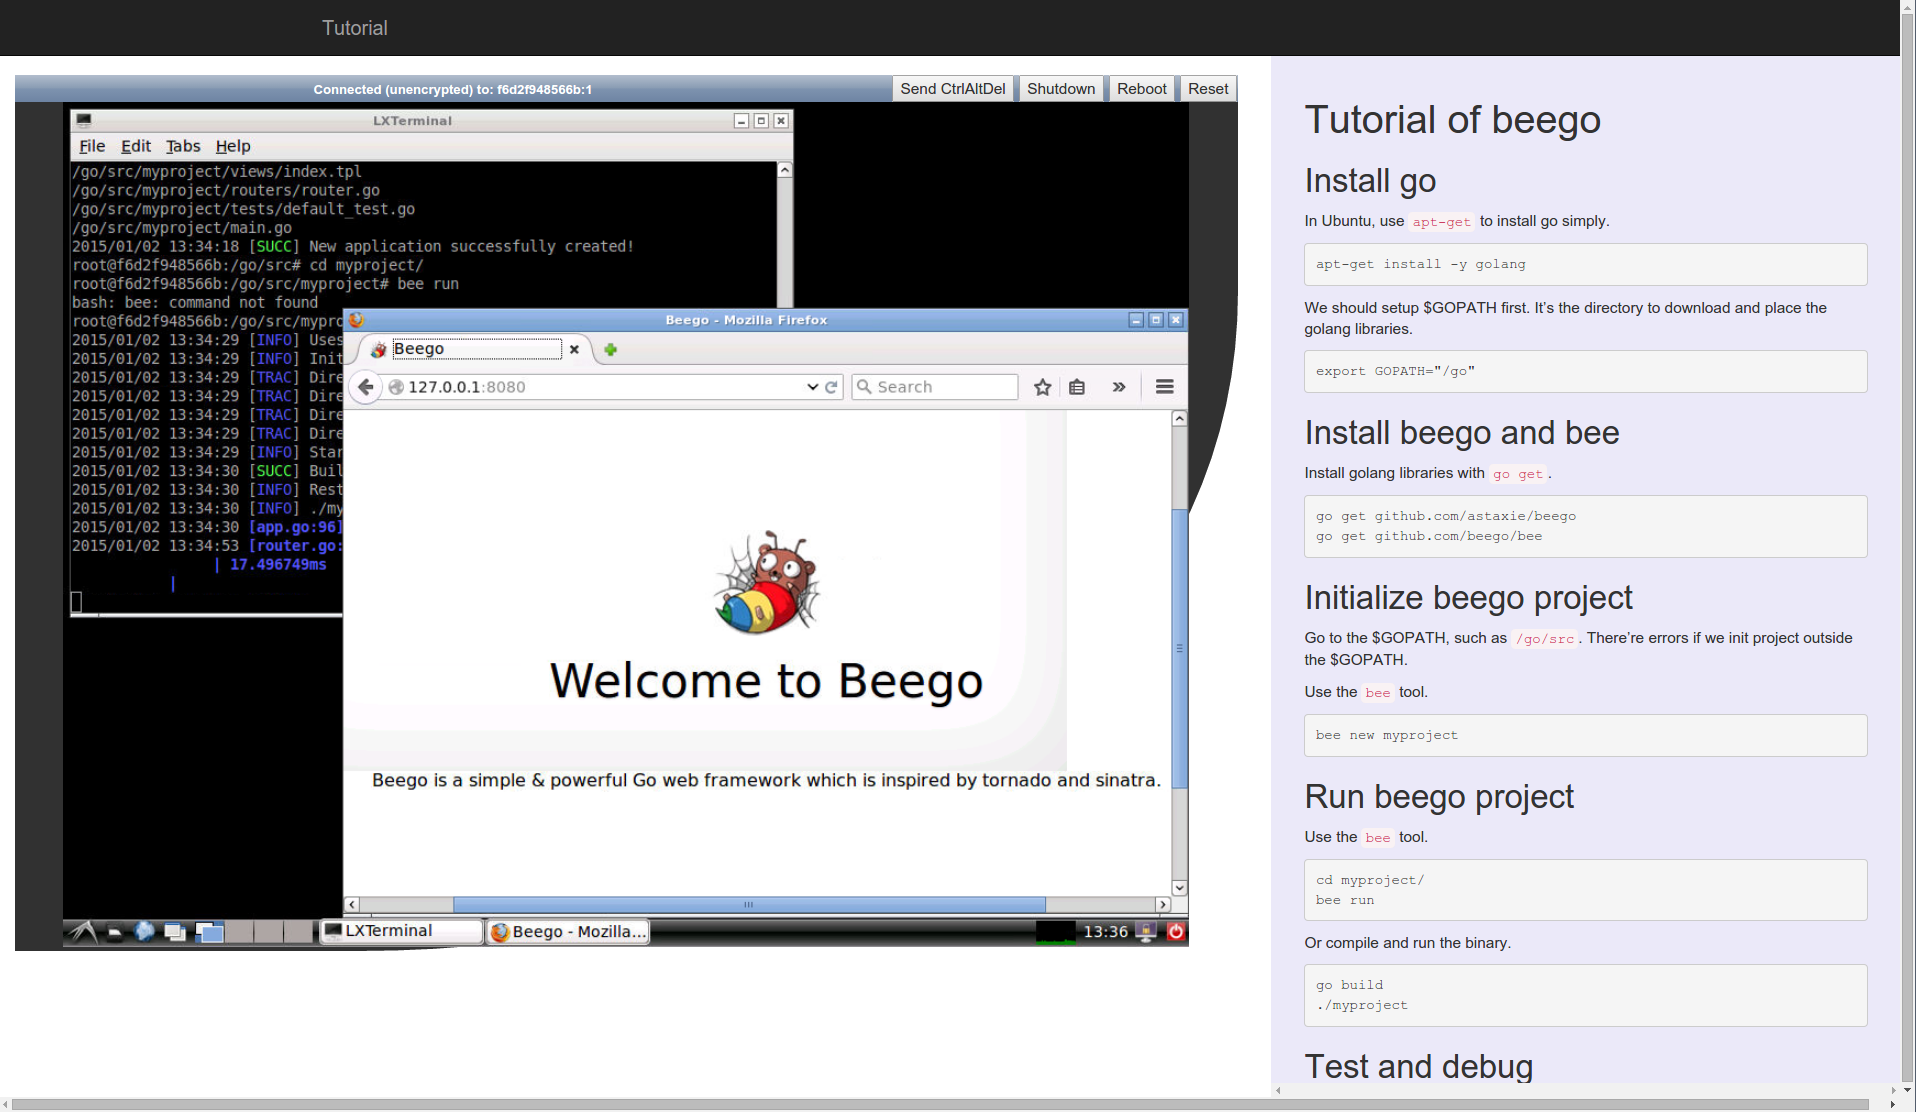 Tutorial
Connected (unencrypted) to: f6d2f948566b:1
Send CtrlAltDel
Shutdown
Reboot
Reset
LXTerminal
File Edit Tabs Help
/go/src/myproject/views/index.tpl
/go/src/myproject/routers/router.go
/go/src/myproject/tests/default_test.go
/go/src/myproject/main.go
2015/01/02 13:34:18 [SUCC] New application successfully created!
root@f6d2f948566b:/go/src# cd myproject/
root@f6d2f948566b:/go/src/myproject# bee run
bash: bee: command not found
root@f6d2f948566b:/go/src/mypro
2015/01/02 13:34:29 [INFO] Uses
2015/01/02 13:34:29 [INFO] Init
2015/01/02 13:34:29 [TRAC] Dire
2015/01/02 13:34:29 [TRAC] Dire
2015/01/02 13:34:29 [TRAC] Dire
2015/01/02 13:34:29 [TRAC] Dire
2015/01/02 13:34:29 [INFO] Star
2015/01/02 13:34:30 [SUCC] Buil
2015/01/02 13:34:30 [INFO] Rest
2015/01/02 13:34:30 [INFO] ./my
2015/01/02 13:34:30 [app.go:96]
2015/01/02 13:34:53 [router.go:
| 17.496749ms
|
Beego - Mozilla Firefox
Beego
127.0.0.1:8080
Search
Welcome to Beego
Beego is a simple & powerful Go web framework which is inspired by tornado and sinatra.
LXTerminal
Beego - Mozilla...
13:36
Tutorial of beego
Install go
In Ubuntu, use apt-get to install go simply.
apt-get install -y golang
We should setup $GOPATH first. It's the directory to download and place the
golang libraries.
export GOPATH="/go"
Install beego and bee
Install golang libraries with go get.
go get github.com/astaxie/beego
go get github.com/beego/bee
Initialize beego project
Go to the $GOPATH, such as /go/src. There're errors if we init project outside
the $GOPATH.
Use the bee tool.
bee new myproject
Run beego project
Use the bee tool.
cd myproject/
bee run
Or compile and run the binary.
go build
./myproject
Test and debug